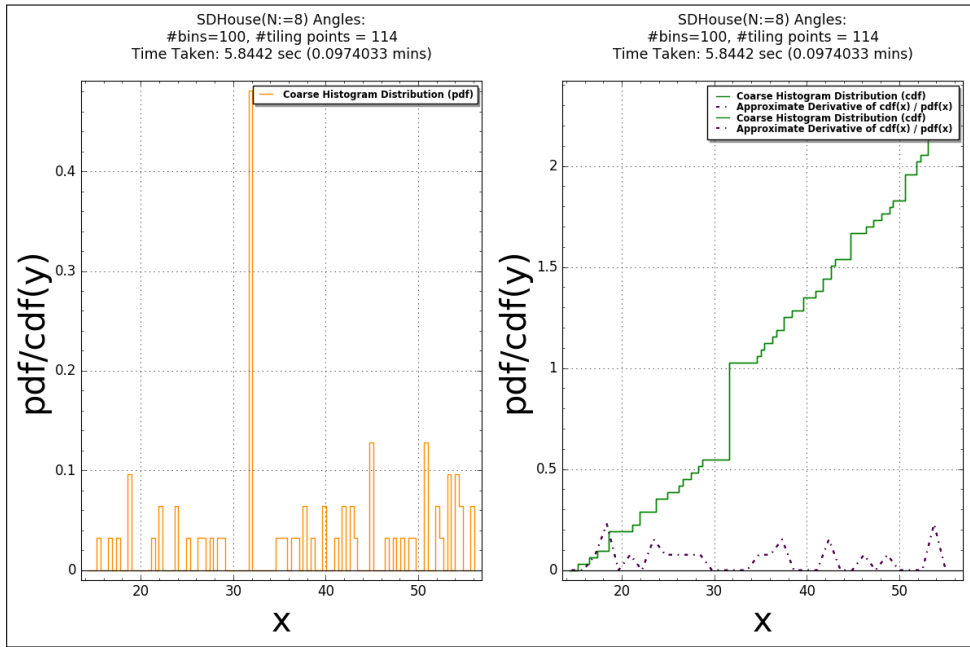 SDHouse(N:=8) Angles:
#bins=100, #tiling points = 114
Time Taken: 5.8442 sec (0.0974033 mins)
Coarse Histogram Distribution (pdf)
0.4
0.3
0.2
0.1
0
pdf/cdf(y)
20
30
40
50
X
SDHouse(N:=8) Angles:
#bins=100, #tiling points = 114
Time Taken: 5.8442 sec (0.0974033 mins)
Coarse Histogram Distribution (cdf)
Approximate Derivative of cdf(x) / pdf(x)
Coarse Histogram Distribution (cdf)
Approximate Derivative of cdf(x) / pdf(x)
2
1.5
1
0.5
0
pdf/cdf(y)
20
30
40
50
X